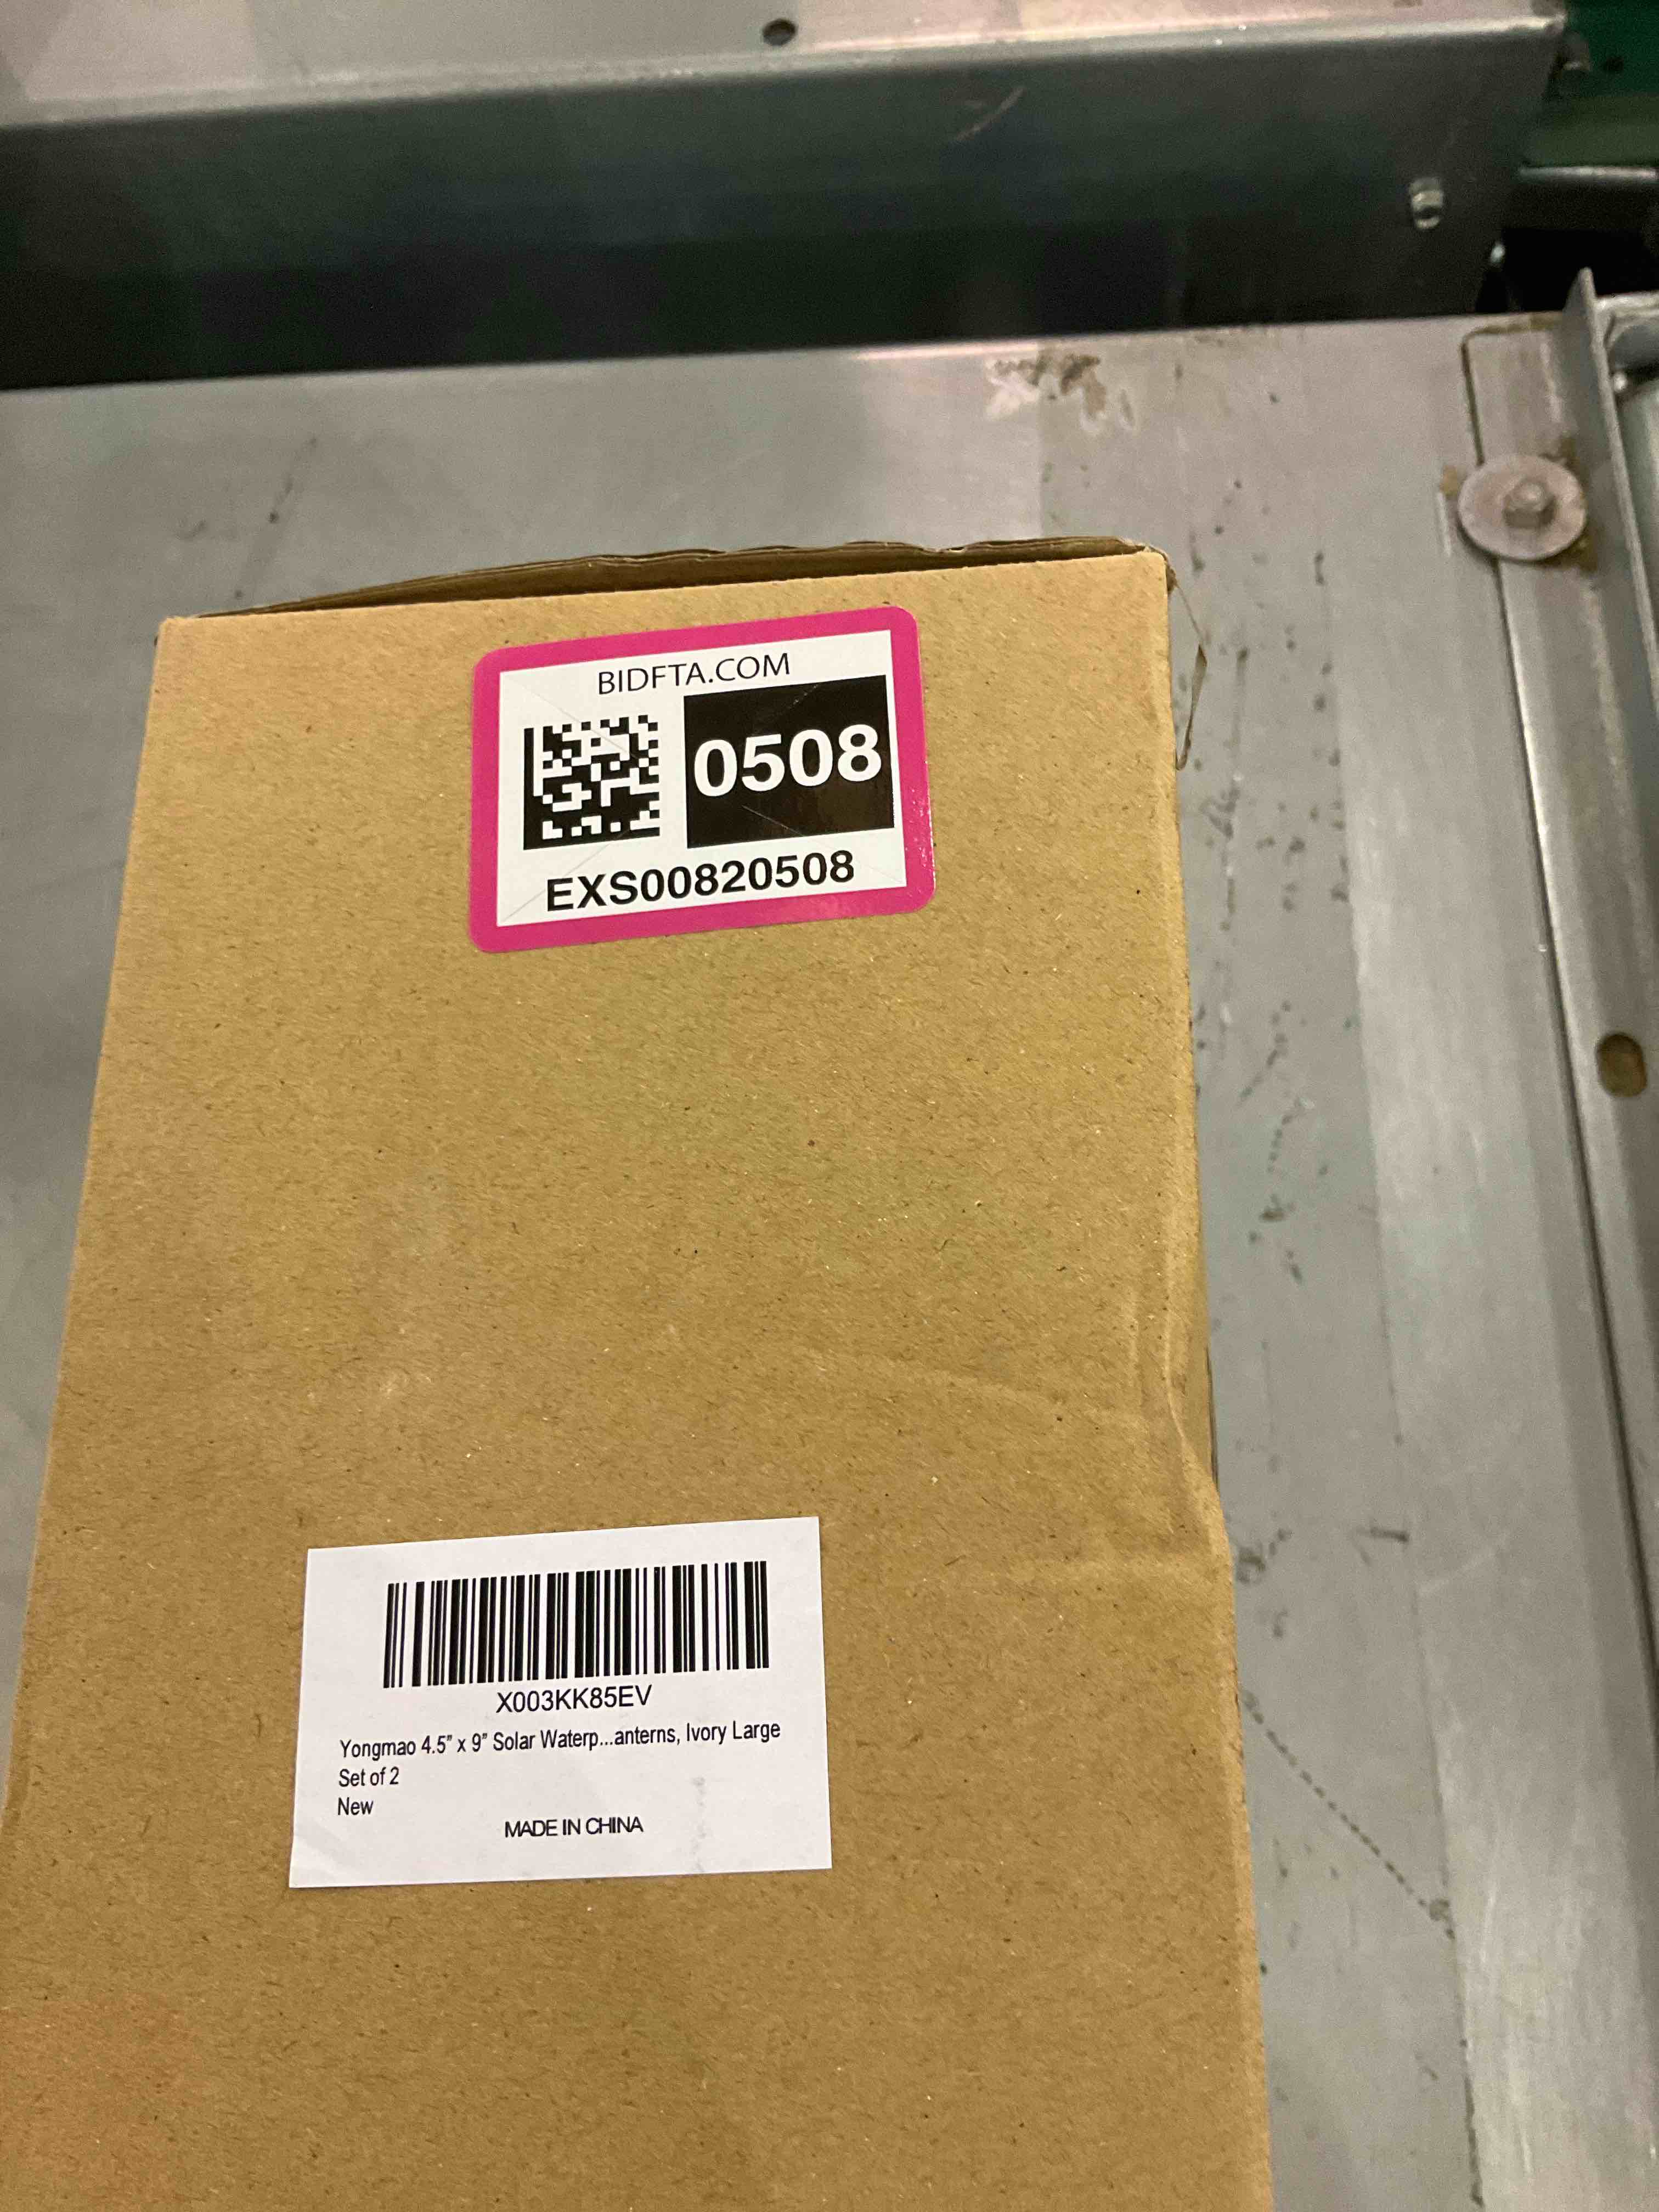 BIDFTA.COM
0508
EXS00820508
X003KK85EV
Yongmao 4.5" x 9" Solar Waterp...anterns, Ivory Large
Set of 2
New
MADE IN CHINA